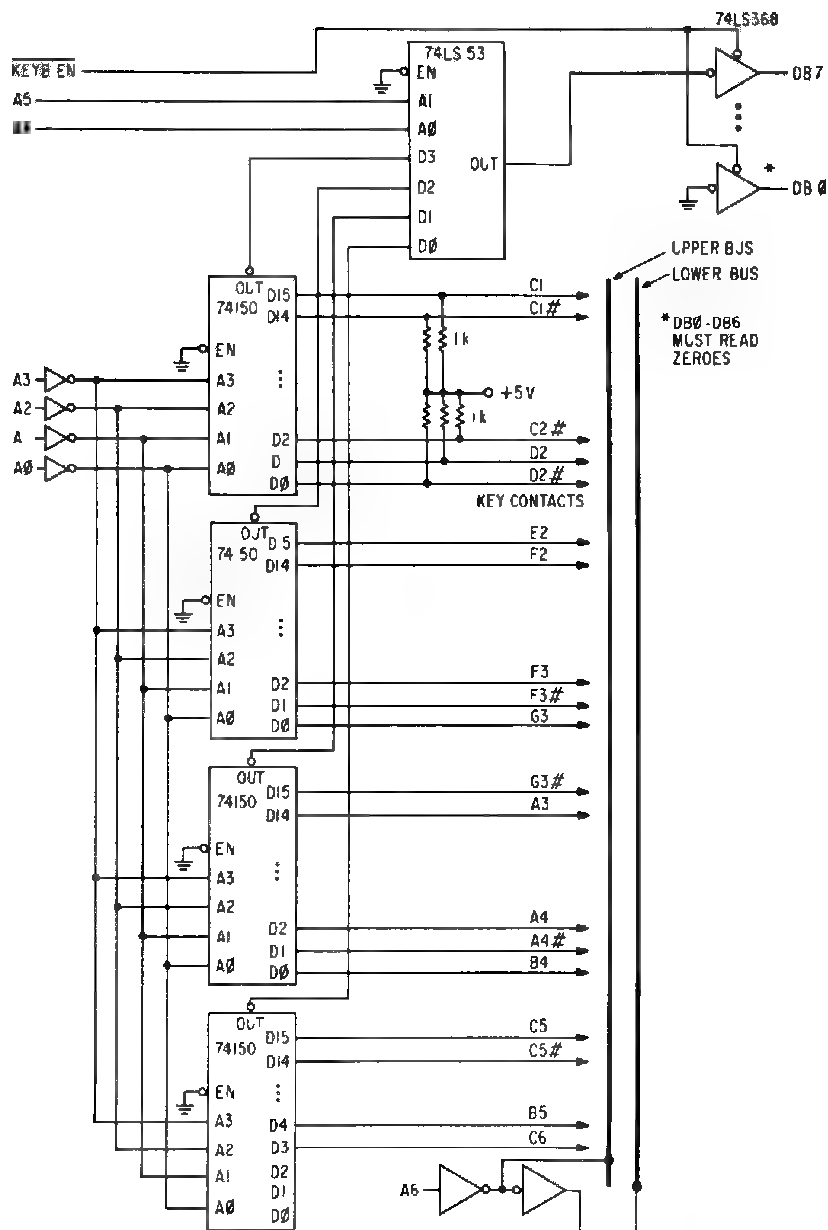 74LS368
KEYB EN
74LS 53
EN
DB7
A5
A1
A0
D3
OUT
*
DB0
D2
D1
D0
UPPER BUS
LOWER BUS
* DB0-DB6
MUST READ
ZEROES
OUT
74150
D15
C1
D14
C1#
1k
EN
A3
A3
+5V
A2
A2
1k
A
A1
D2
C2#
D
D2
A0
A0
D0
D2#
KEY CONTACTS
OUT
74 50
D 5
E2
D14
F2
EN
A3
A2
A1
D2
F3
D1
F3#
A0
D0
G3
OUT
74150
D15
G3#
D14
A3
EN
A3
A2
D2
A4
A1
D1
A4#
A0
D0
B4
OUT
74150
D15
C5
D14
C5#
EN
A3
D4
B5
A2
D3
C6
A1
D2
D1
A0
D0
A6